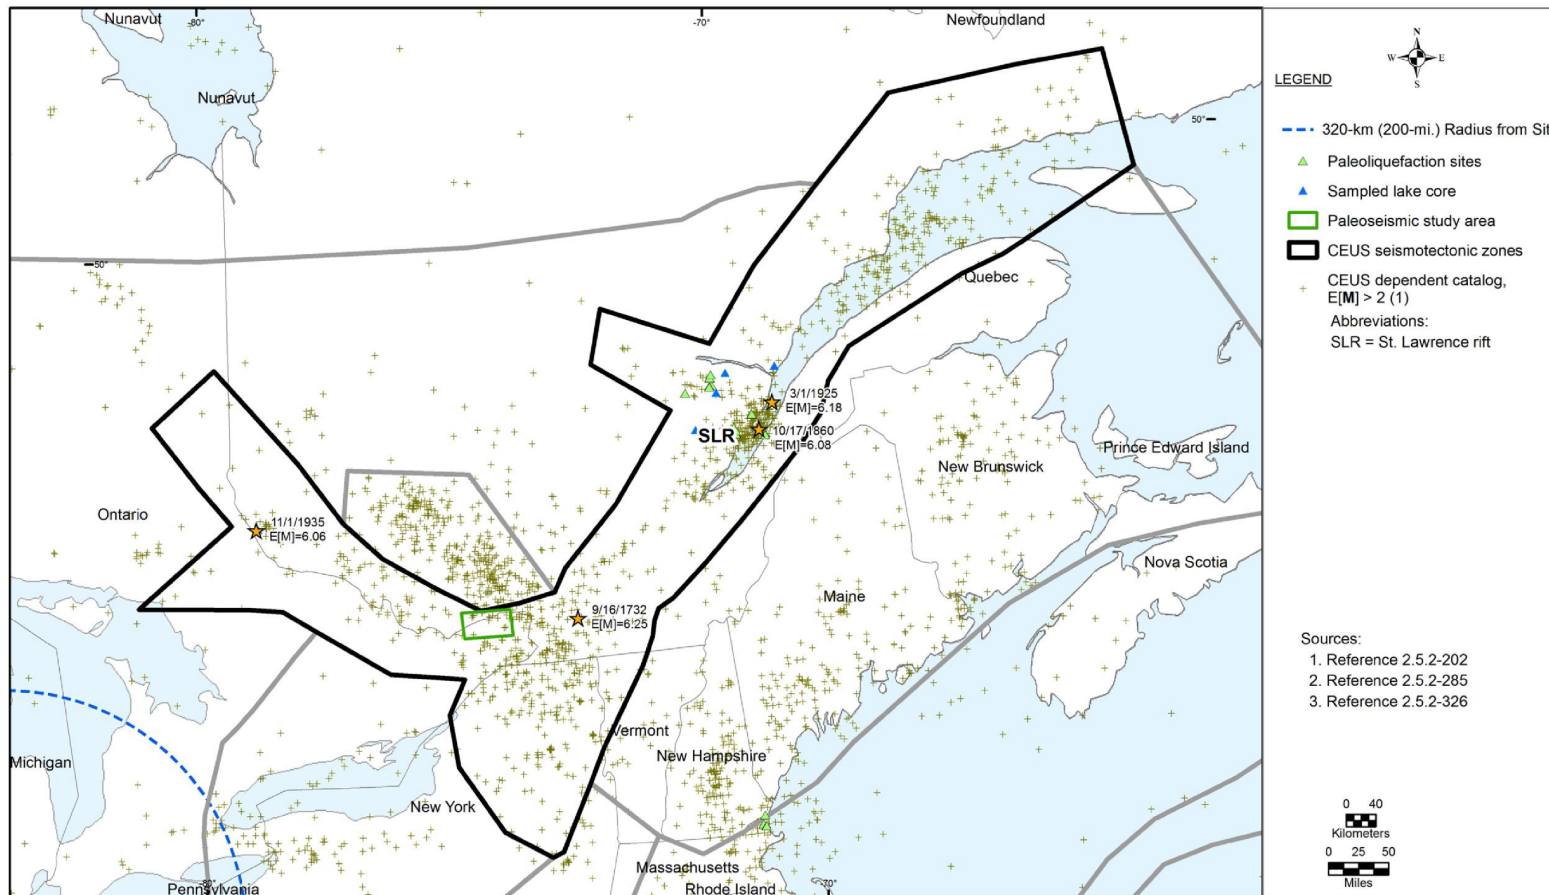 Nunavut
-80°
-70°
Newfoundland
Nunavut
50°
50°
Quebec
3/1/1925
E[M]=6.18
SLR
10/17/1860
E[M]=6.08
Prince Edward Island
New Brunswick
Ontario
11/1/1935
E[M]=6.06
Nova Scotia
Maine
9/16/1732
E[M]=6.25
Vermont
New Hampshire
Michigan
New York
Massachusetts
Pennsylvania
-80°
Rhode Island
-70°
N
W E
S
LEGEND
320-km (200-mi.) Radius from Sit
Paleoliquefaction sites
Sampled lake core
Paleoseismic study area
CEUS seismotectonic zones
CEUS dependent catalog,
E[M] > 2 (1)
Abbreviations:
SLR = St. Lawrence rift
Sources:
1. Reference 2.5.2-202
2. Reference 2.5.2-285
3. Reference 2.5.2-326
0 40
Kilometers
0 25 50
Miles